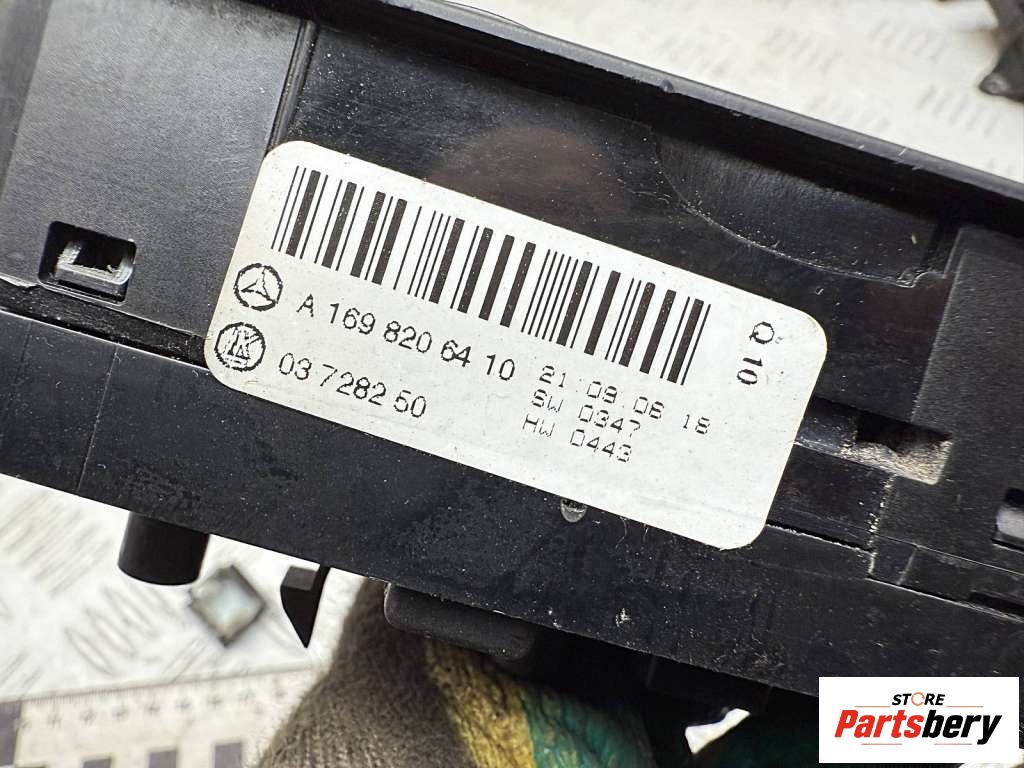 A 169 820 64 10
03 7282 50
21.09.06 18
SW 0347
HW 0443
Q 10
STORE
Partsbery